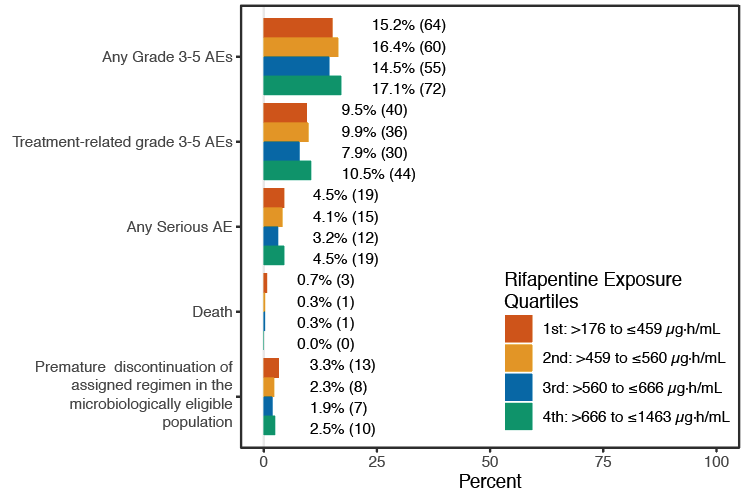 Any Grade 3-5 AEs
15.2% (64)
16.4% (60)
14.5% (55)
17.1% (72)
Treatment-related grade 3-5 AEs
9.5% (40)
9.9% (36)
7.9% (30)
10.5% (44)
Any Serious AE
4.5% (19)
4.1% (15)
3.2% (12)
4.5% (19)
Death
0.7% (3)
0.3% (1)
0.3% (1)
0.0% (0)
Premature discontinuation of
assigned regimen in the
microbiologically eligible
population
3.3% (13)
2.3% (8)
1.9% (7)
2.5% (10)
Rifapentine Exposure
Quartiles
1st: >176 to ≤459 µg·h/mL
2nd: >459 to ≤560 µg·h/mL
3rd: >560 to ≤666 µg·h/mL
4th: >666 to ≤1463 µg·h/mL
0 25 50 75 100
Percent